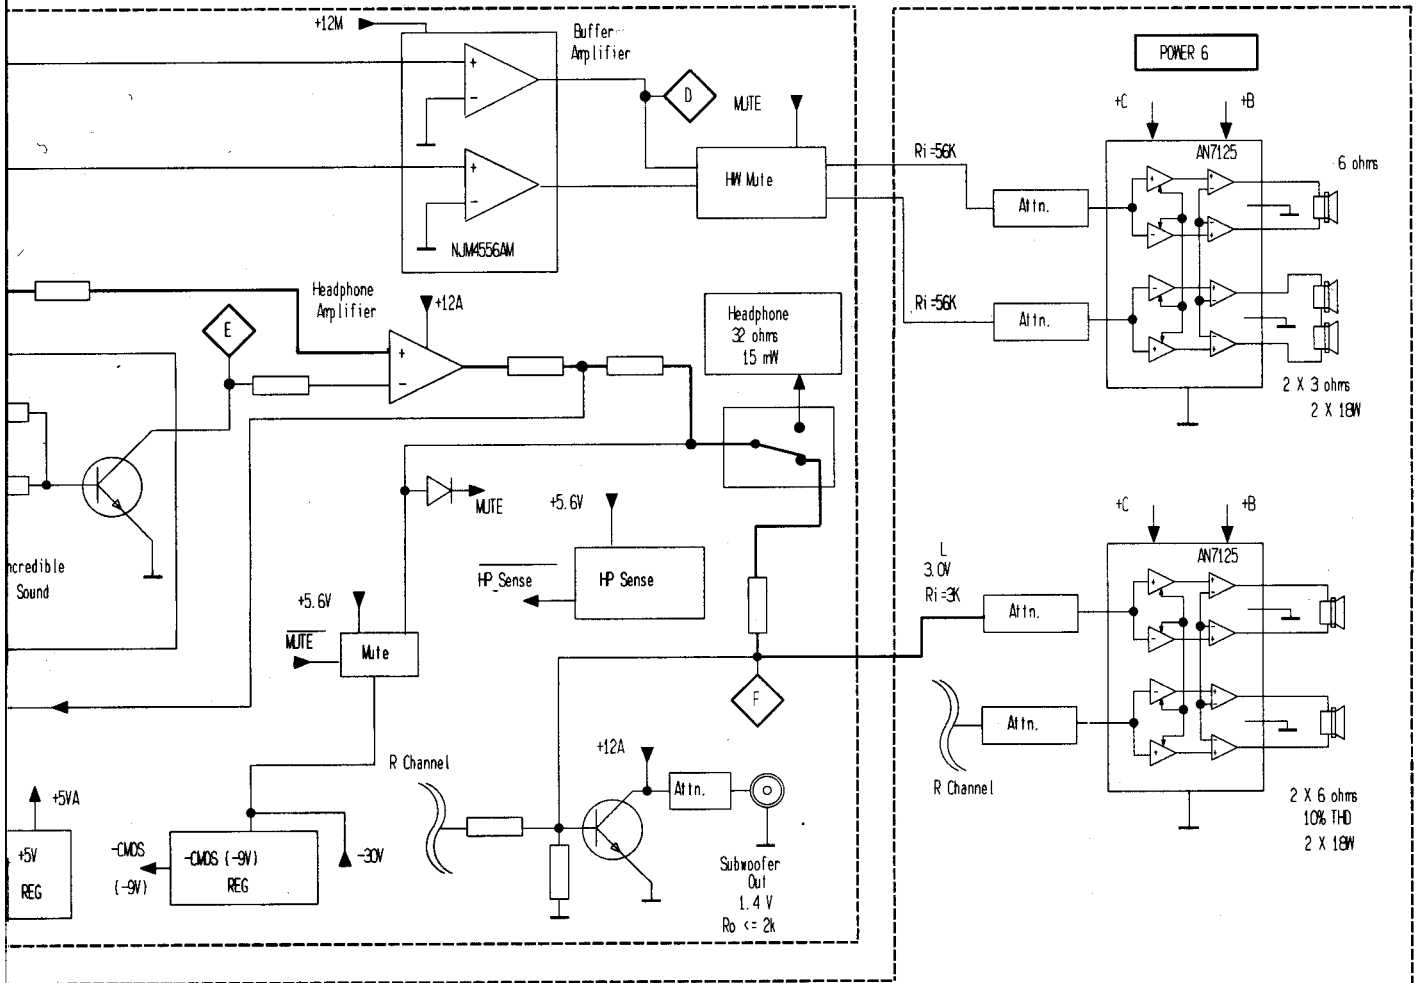 +12M
Buffer
Amplifier
D
MUTE
HW Mute
NJM4556AM
POWER 6
+C
+B
AN7125
6 ohms
Ri=56K
Attn.
Ri=56K
Attn.
2 X 3 ohms
2 X 18W
Headphone
Amplifier
+12A
E
Headphone
32 ohms
15 mW
MUTE
+5.6V
HP Sense
HP Sense
ncredible
Sound
+5.6V
MUTE
Mute
F
+C
+B
AN7125
L
3.0V
Ri=3K
Attn.
Attn.
R Channel
2 X 6 ohms
10% THD
2 X 18W
R Channel
+12A
Attn.
Subwoofer
Out
1.4 V
Ro <= 2k
+5VA
+5V
REG
-CMOS
(-9V)
-CMOS (-9V)
REG
-30V